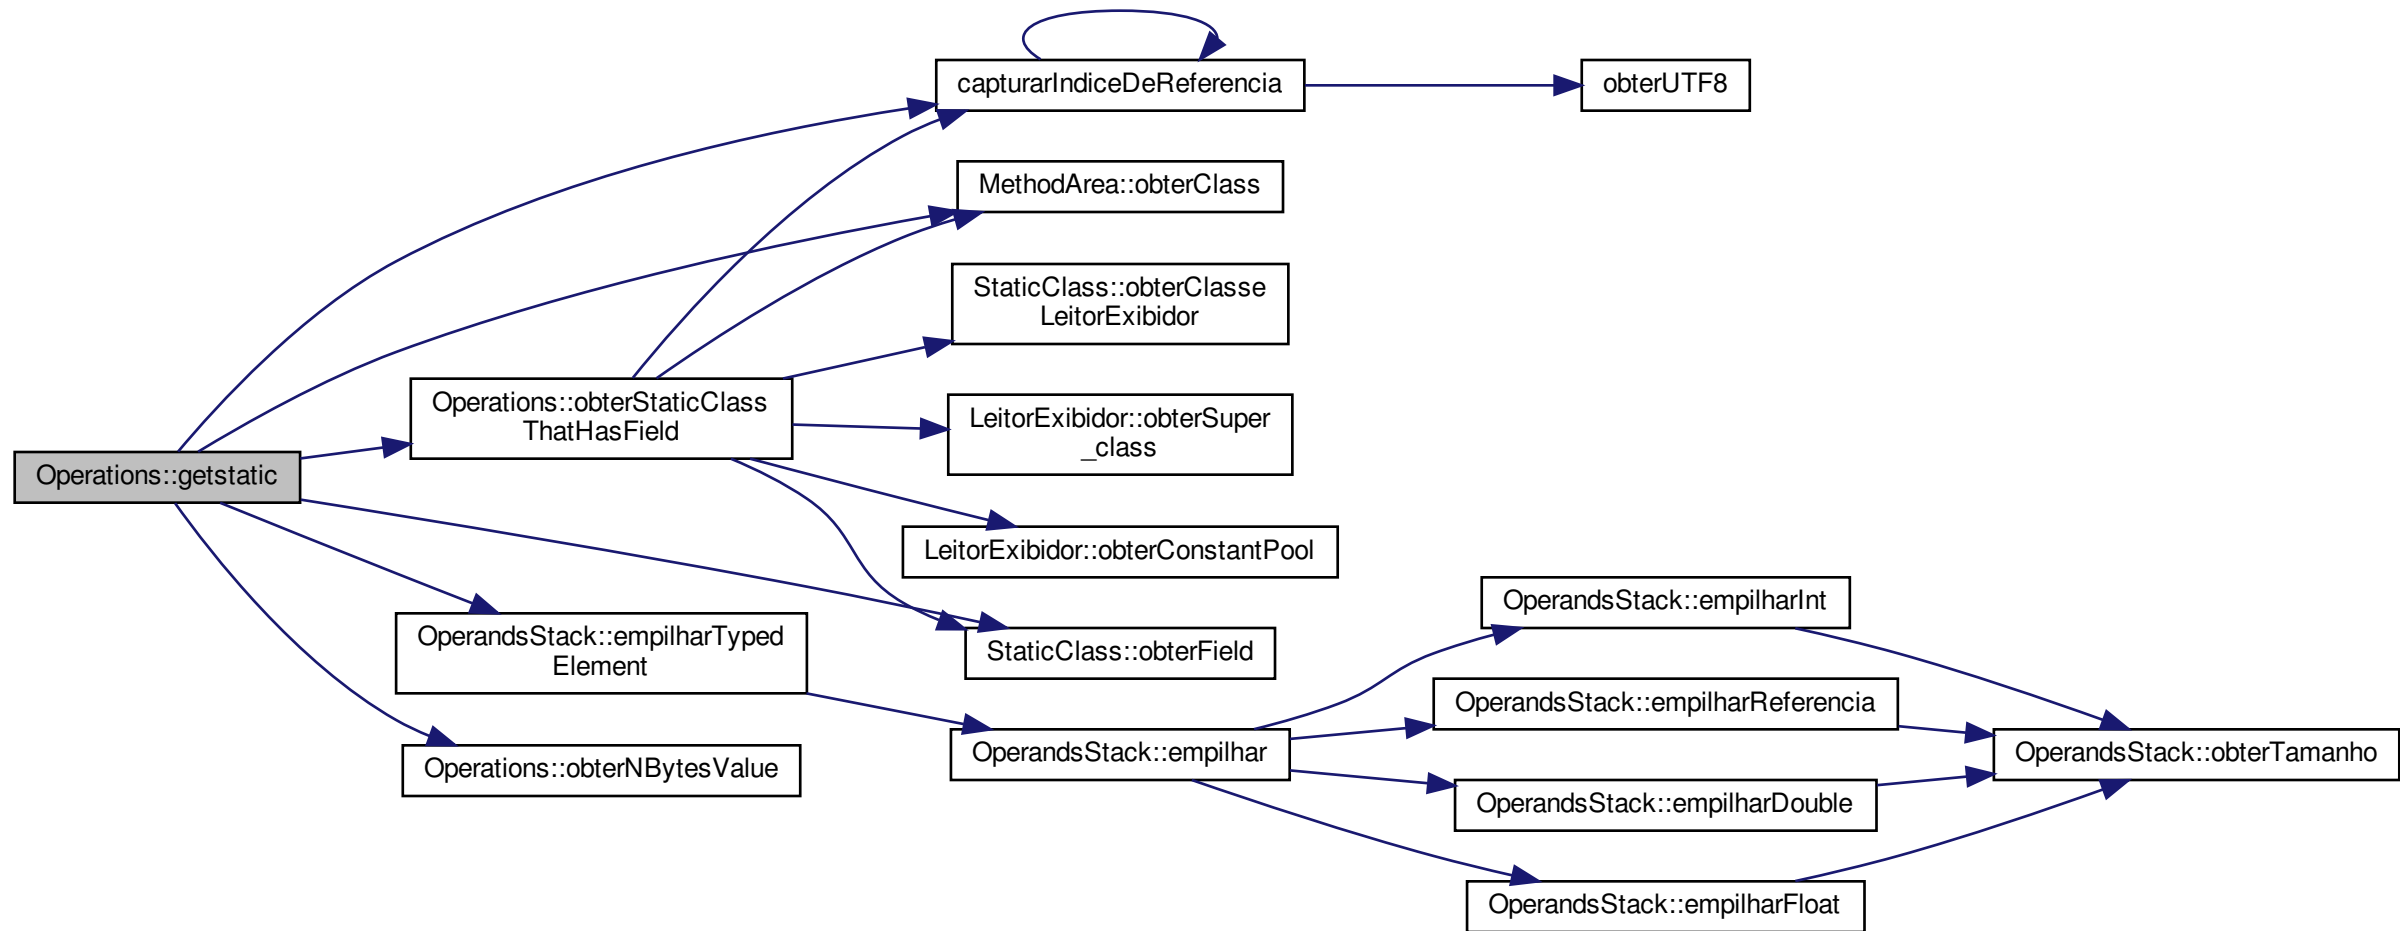 capturarIndiceDeReferencia
obterUTF8
MethodArea::obterClass
StaticClass::obterClasse
LeitorExibidor
Operations::obterStaticClass
ThatHasField
LeitorExibidor::obterSuper
_class
Operations::getstatic
LeitorExibidor::obterConstantPool
OperandsStack::empilharInt
OperandsStack::empilharTyped
Element
StaticClass::obterField
OperandsStack::empilharReferencia
Operations::obterNBytesValue
OperandsStack::empilhar
OperandsStack::obterTamanho
OperandsStack::empilharDouble
OperandsStack::empilharFloat